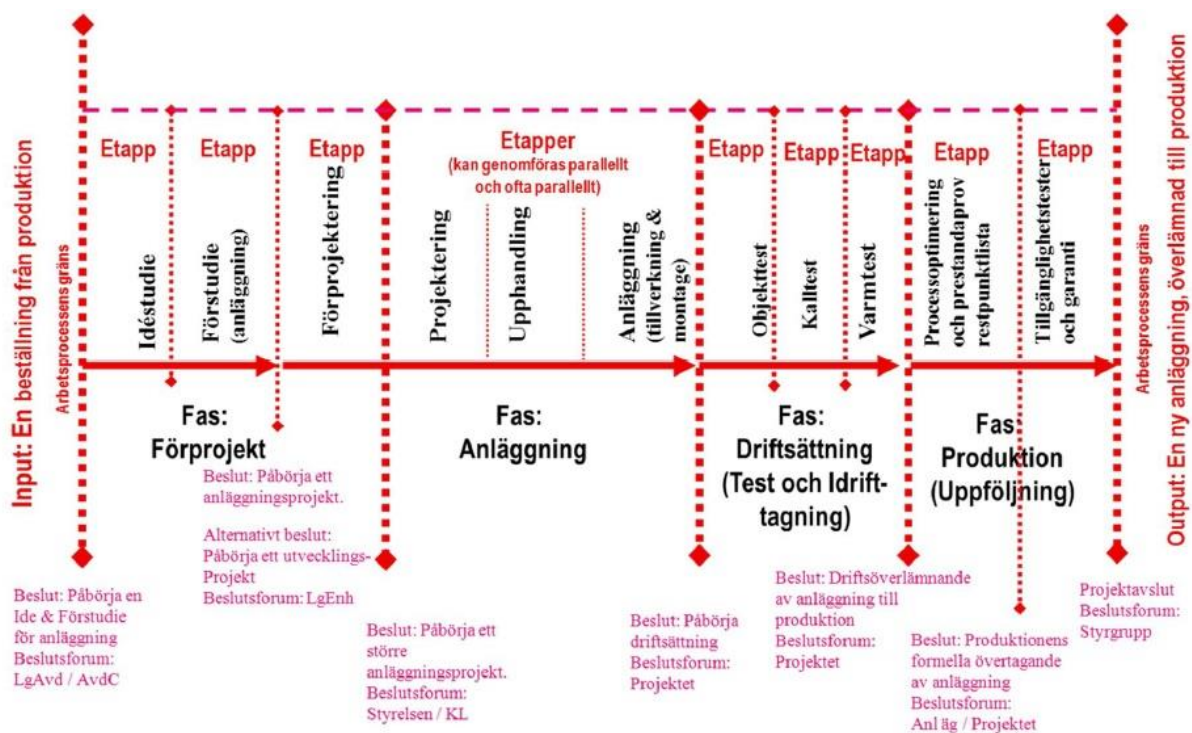 Input: En beställning från produktion
Arbetsprocessens gräns
Etapp
Etapp
Etapp
Etapper
(kan genomföras parallellt
och ofta parallellt)
Etapp
Etapp
Etapp
Etapp
Etapp
Idéstudie
Förstudie
(anläggning)
Förprojektering
Projektering
Upphandling
Anläggning
(tillverkning &
montage)
Objekttest
Kalltest
Varmtest
Processoptimering
och prestandaprov
restpunktlista
Tillgänglighetstester
och garanti
Arbetsprocessens gräns
Output: En ny anläggning, överlämnad till produktion
Fas:
Förprojekt
Fas:
Anläggning
Fas:
Driftsättning
(Test och Idrift-
tagning)
Fas:
Produktion
(Uppföljning)
Beslut: Påbörja en
Ide & Förstudie
för anläggning
Beslutsforum:
LgAvd / AvdC
Beslut: Påbörja ett
anläggningsprojekt.
Alternativt beslut:
Påbörja ett utvecklings-
Projekt
Beslutsforum: LgEnh
Beslut: Påbörja ett
större
anläggningsprojekt.
Beslutsforum:
Styrelsen / KL
Beslut: Påbörja
driftsättning
Beslutsforum:
Projektet
Beslut: Driftsöverlämnande
av anläggning till
produktion
Beslutsforum:
Projektet
Beslut: Produktionens
formella övertagande
av anläggning
Beslutsforum:
Anläg / Projektet
Projektavslut
Beslutsforum:
Styrgrupp